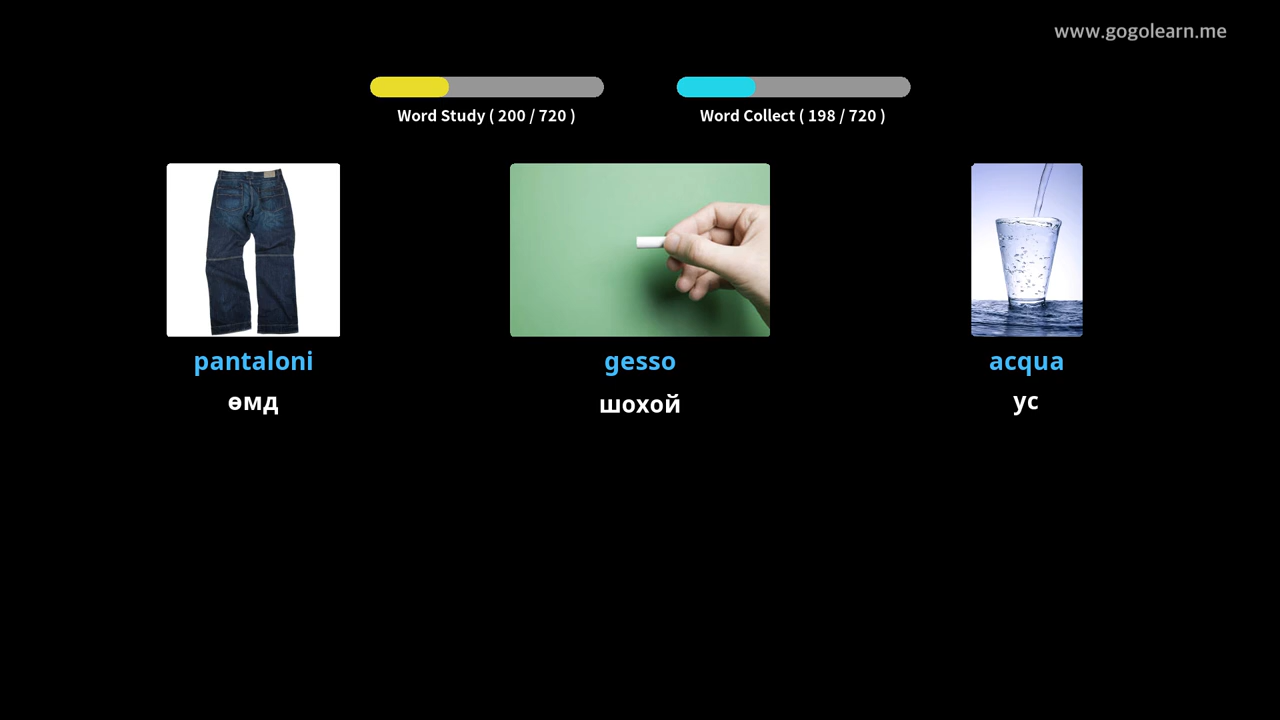 www.gogolearn.me
Word Study ( 200 / 720 )
Word Collect ( 198 / 720 )
pantaloni
gesso
acqua
өмд
шохой
ус